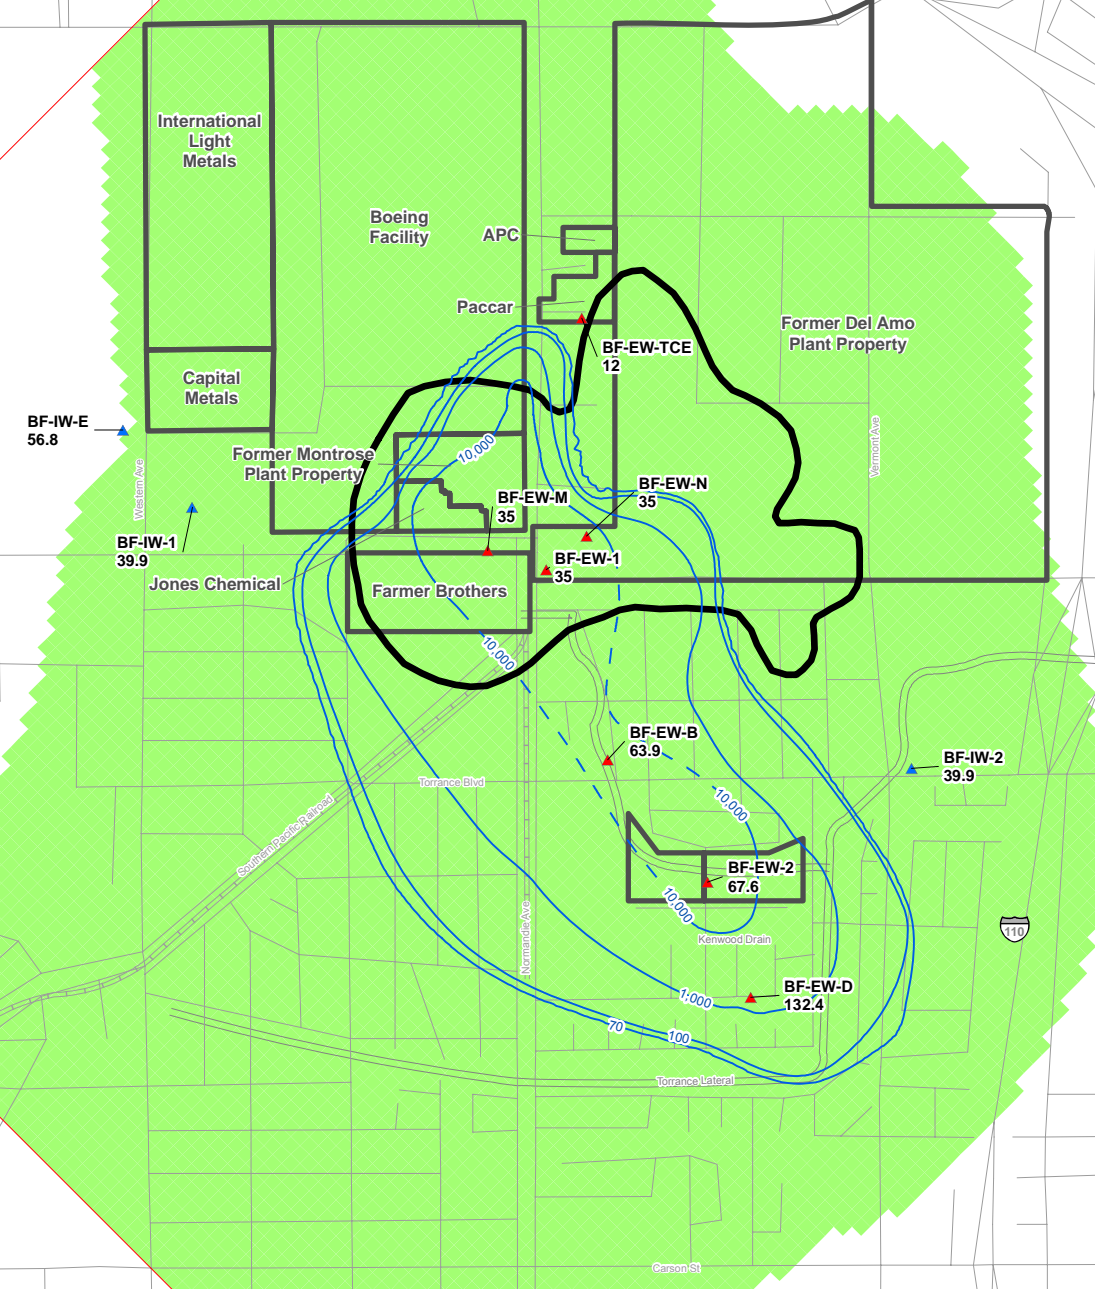 International
Light
Metals
Boeing
Facility
APC
Paccar
Former Del Amo
Plant Property
BF-EW-TCE
12
Capital
Metals
BF-IW-E
56.8
Former Montrose
Plant Property
10,000
Western Ave
Vermont Ave
BF-EW-N
35
BF-EW-M
35
BF-IW-1
39.9
BF-EW-1
35
Jones Chemical
Farmer Brothers
10,000
BF-EW-B
63.9
BF-IW-2
39.9
Torrance Blvd
10,000
Southern Pacific Railroad
BF-EW-2
67.6
10,000
Normandie Ave
Kenwood Drain
110
BF-EW-D
132.4
1,000
70
100
Torrance Lateral
Carson St